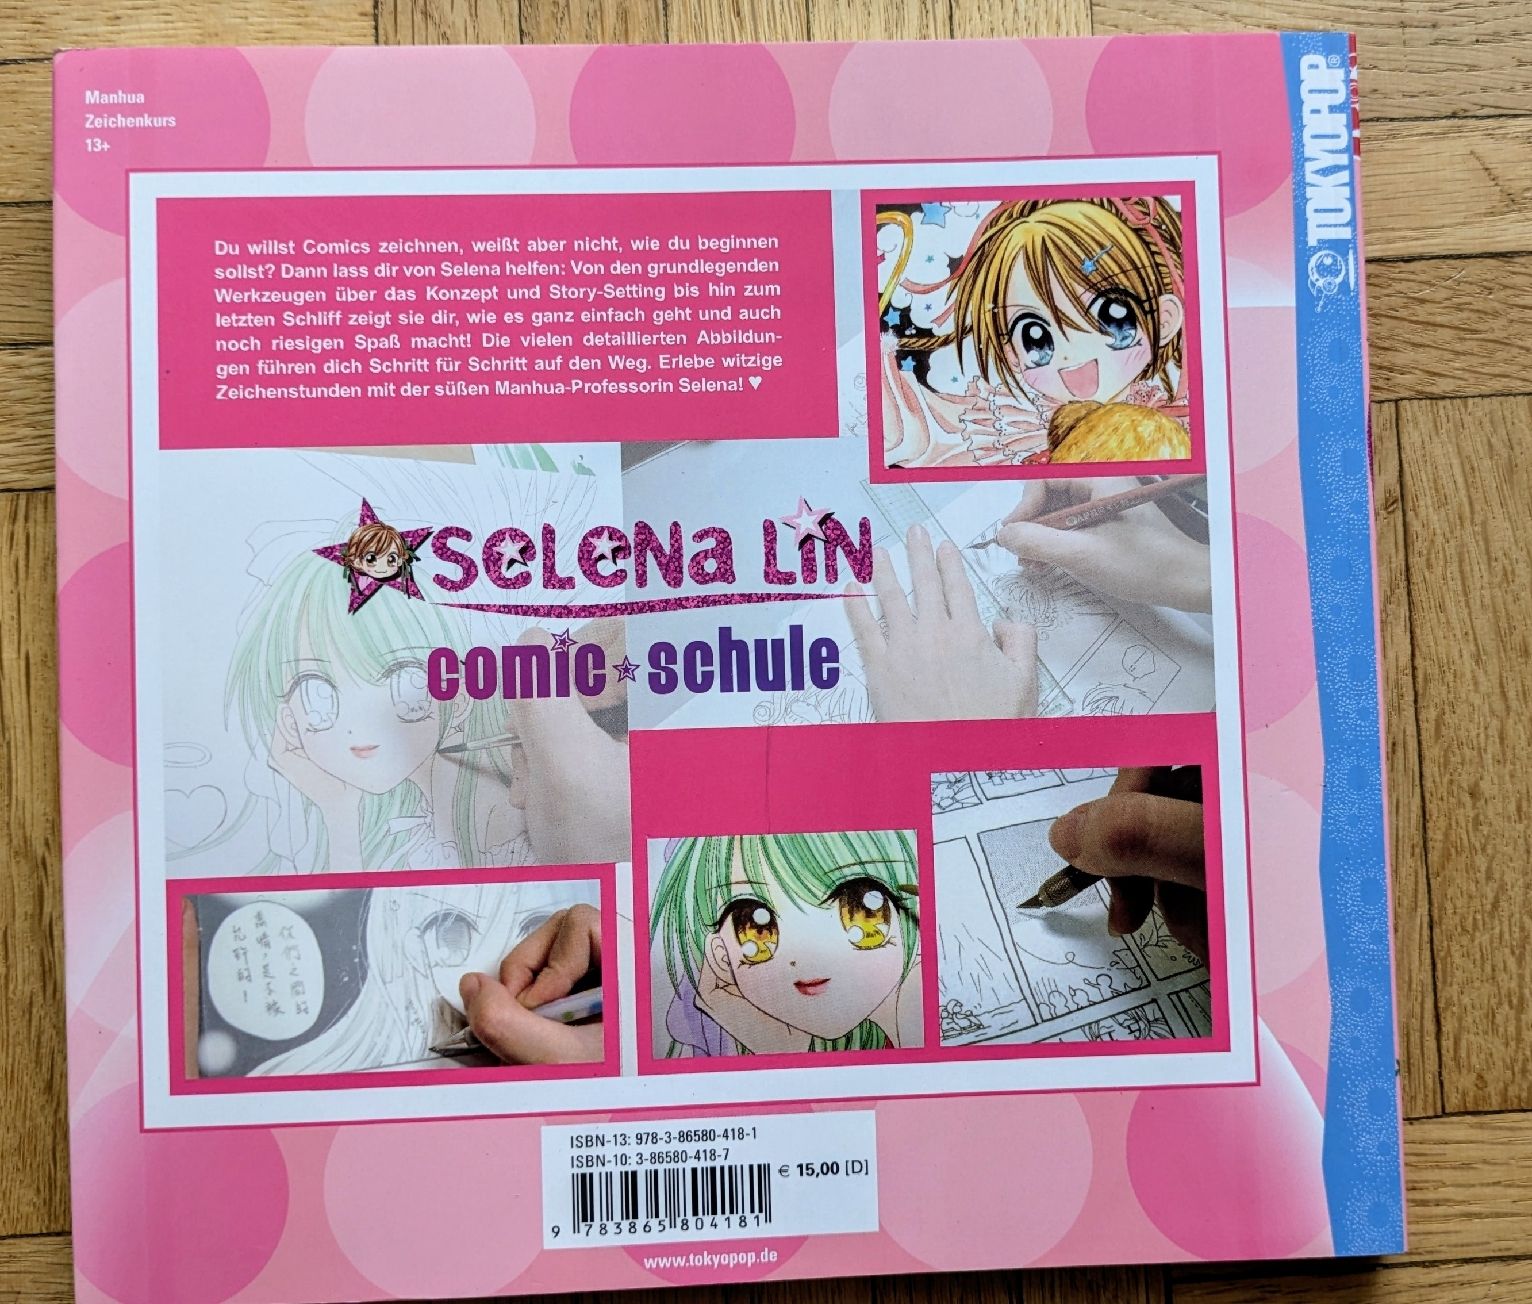 Manhua
Zeichenkurs
13+
TOKYOPOP®
Du willst Comics zeichnen, weißt aber nicht, wie du beginnen
sollst? Dann lass dir von Selena helfen: Von den grundlegenden
Werkzeugen über das Konzept und Story-Setting bis hin zum
letzten Schliff zeigt sie dir, wie es ganz einfach geht und auch
noch riesigen Spaß macht! Die vielen detaillierten Abbildun-
gen führen dich Schritt für Schritt auf den Weg. Erlebe witzige
Zeichenstunden mit der süßen Manhua-Professorin Selena! ♥
SELENA LIN
comic ☆ schule
ISBN-13: 978-3-86580-418-1
ISBN-10: 3-86580-418-7
€ 15,00 [D]
9 783865 804181
www.tokyopop.de